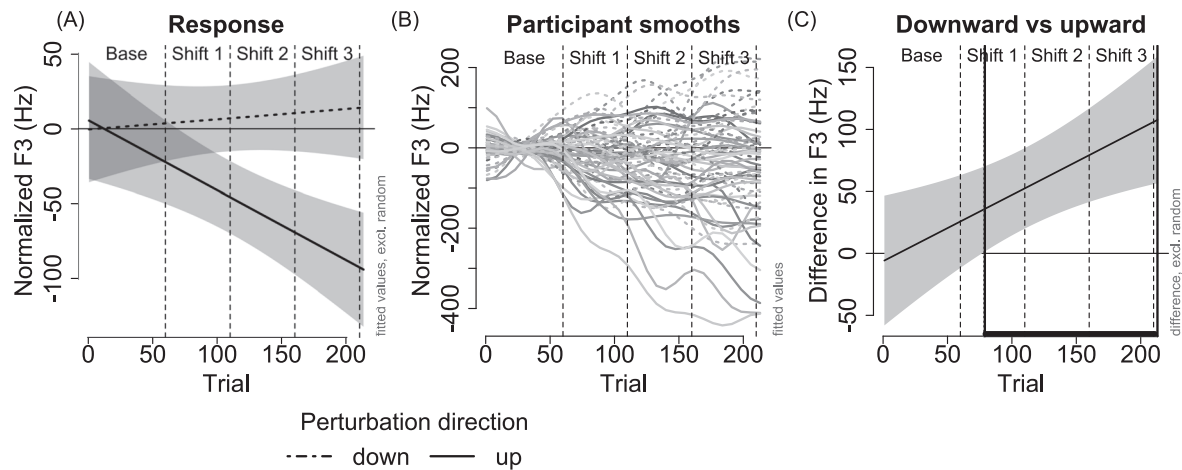 (A) Response
Normalized F3 (Hz)
50
0
-50
-100
Base Shift 1 Shift 2 Shift 3
0 50 100 150 200
Trial
fitted values, excl. random
(B) Participant smooths
Normalized F3 (Hz)
200
0
-200
-400
Base Shift 1 Shift 2 Shift 3
0 50 100 150 200
Trial
fitted values
(C) Downward vs upward
Difference in F3 (Hz)
150
100
50
0
-50
Base Shift 1 Shift 2 Shift 3
0 50 100 150 200
Trial
difference, excl. random
Perturbation direction
down up